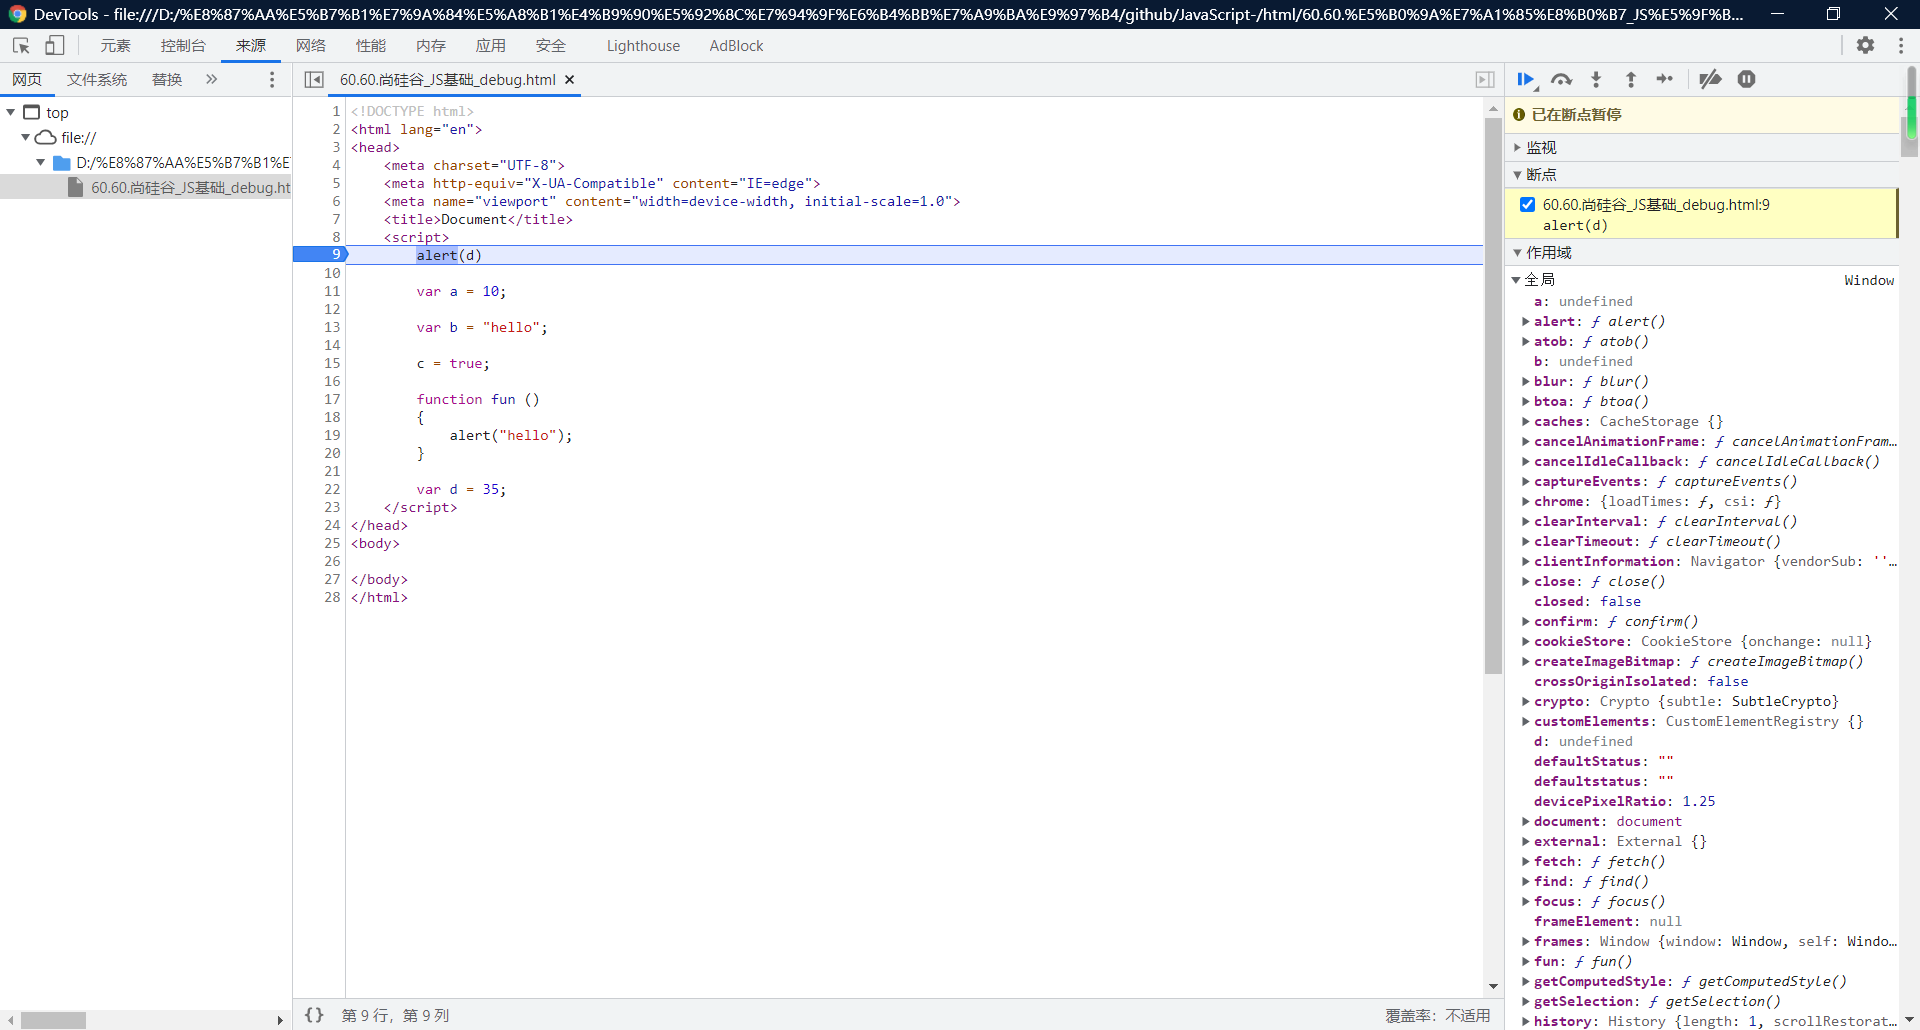 DevTools - file:///D:/%E8%87%AA%E5%B7%B1%E7%9A%84%E5%A8%B1%E4%B9%90%E5%92%8C%E7%94%9F%E6%B4%BB%E7%A9%BA%E9%97%B4/github/JavaScript-/html/60.60.%E5%B0%9A%E7%A1%85%E8%B0%B7_JS%E5%9F%B...
元素 控制台 来源 网络 性能 内存 应用 安全 Lighthouse AdBlock
网页 文件系统 替换 »
60.60.尚硅谷_JS基础_debug.html ×
top
file://
D:/%E8%87%AA%E5%B7%B1%E7
60.60.尚硅谷_JS基础_debug.ht
1 <!DOCTYPE html>
2 <html lang="en">
3 <head>
4 <meta charset="UTF-8">
5 <meta http-equiv="X-UA-Compatible" content="IE=edge">
6 <meta name="viewport" content="width=device-width, initial-scale=1.0">
7 <title>Document</title>
8 <script>
9 alert(d)
10
11 var a = 10;
12
13 var b = "hello";
14
15 c = true;
16
17 function fun ()
18 {
19 alert("hello");
20 }
21
22 var d = 35;
23 </script>
24 </head>
25 <body>
26
27 </body>
28 </html>
{} 第 9 行，第 9 列
覆盖率：不适用
已在断点暂停
监视
断点
60.60.尚硅谷_JS基础_debug.html:9
alert(d)
作用域
全局 Window
a: undefined
alert: ƒ alert()
atob: ƒ atob()
b: undefined
blur: ƒ blur()
btoa: ƒ btoa()
caches: CacheStorage {}
cancelAnimationFrame: ƒ cancelAnimationFram…
cancelIdleCallback: ƒ cancelIdleCallback()
captureEvents: ƒ captureEvents()
chrome: {loadTimes: ƒ, csi: ƒ}
clearInterval: ƒ clearInterval()
clearTimeout: ƒ clearTimeout()
clientInformation: Navigator {vendorSub: ''…
close: ƒ close()
closed: false
confirm: ƒ confirm()
cookieStore: CookieStore {onchange: null}
createImageBitmap: ƒ createImageBitmap()
crossOriginIsolated: false
crypto: Crypto {subtle: SubtleCrypto}
customElements: CustomElementRegistry {}
d: undefined
defaultStatus: ""
defaultstatus: ""
devicePixelRatio: 1.25
document: document
external: External {}
fetch: ƒ fetch()
find: ƒ find()
focus: ƒ focus()
frameElement: null
frames: Window {window: Window, self: Windo…
fun: ƒ fun()
getComputedStyle: ƒ getComputedStyle()
getSelection: ƒ getSelection()
history: History {length: 1, scrollRestorat…